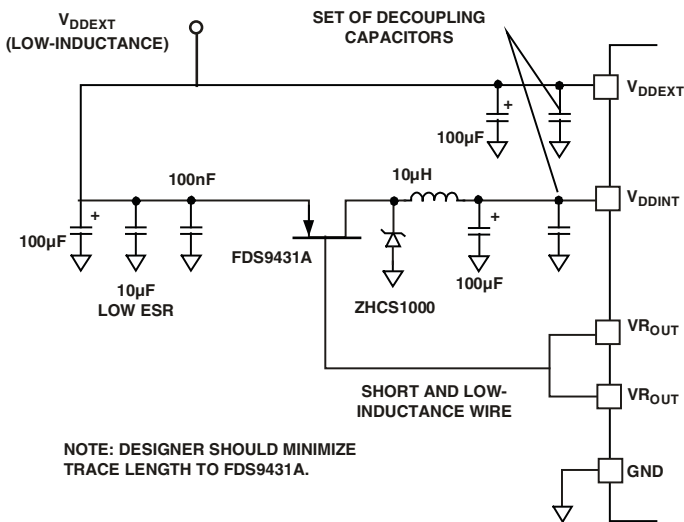 VDDEXT
(LOW-INDUCTANCE)
SET OF DECOUPLING
CAPACITORS
VDDEXT
+
100µF
100nF
10µH
VDDINT
+
100µF
+
100µF
FDS9431A
10µF
LOW ESR
ZHCS1000
VROUT
SHORT AND LOW-
INDUCTANCE WIRE
VROUT
NOTE: DESIGNER SHOULD MINIMIZE
TRACE LENGTH TO FDS9431A.
GND